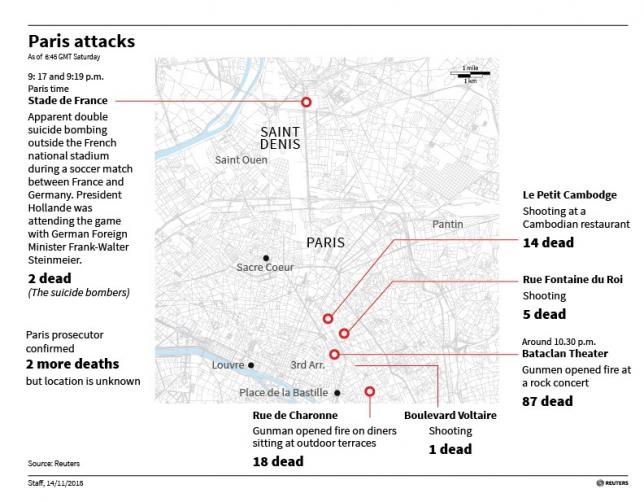 Paris attacks
As of 6:45 GMT Saturday
9: 17 and 9:19 p.m.
Paris time
Stade de France
Apparent double
suicide bombing
outside the French
national stadium
during a soccer match
between France and
Germany. President
Hollande was
attending the game
with German Foreign
Minister Frank-Walter
Steinmeier.
2 dead
(The suicide bombers)
Paris prosecutor
confirmed
2 more deaths
but location is unknown
1 mile
1 km
SAINT
DENIS
Saint Ouen
Pantin
PARIS
Sacre Coeur
Louvre
3rd Arr.
Place de la Bastille
Le Petit Cambodge
Shooting at a
Cambodian restaurant
14 dead
Rue Fontaine du Roi
Shooting
5 dead
Around 10.30 p.m.
Bataclan Theater
Gunmen opened fire at
a rock concert
87 dead
Rue de Charonne
Gunman opened fire on diners
sitting at outdoor terraces
18 dead
Boulevard Voltaire
Shooting
1 dead
Source: Reuters
Staff, 14/11/2015
REUTERS